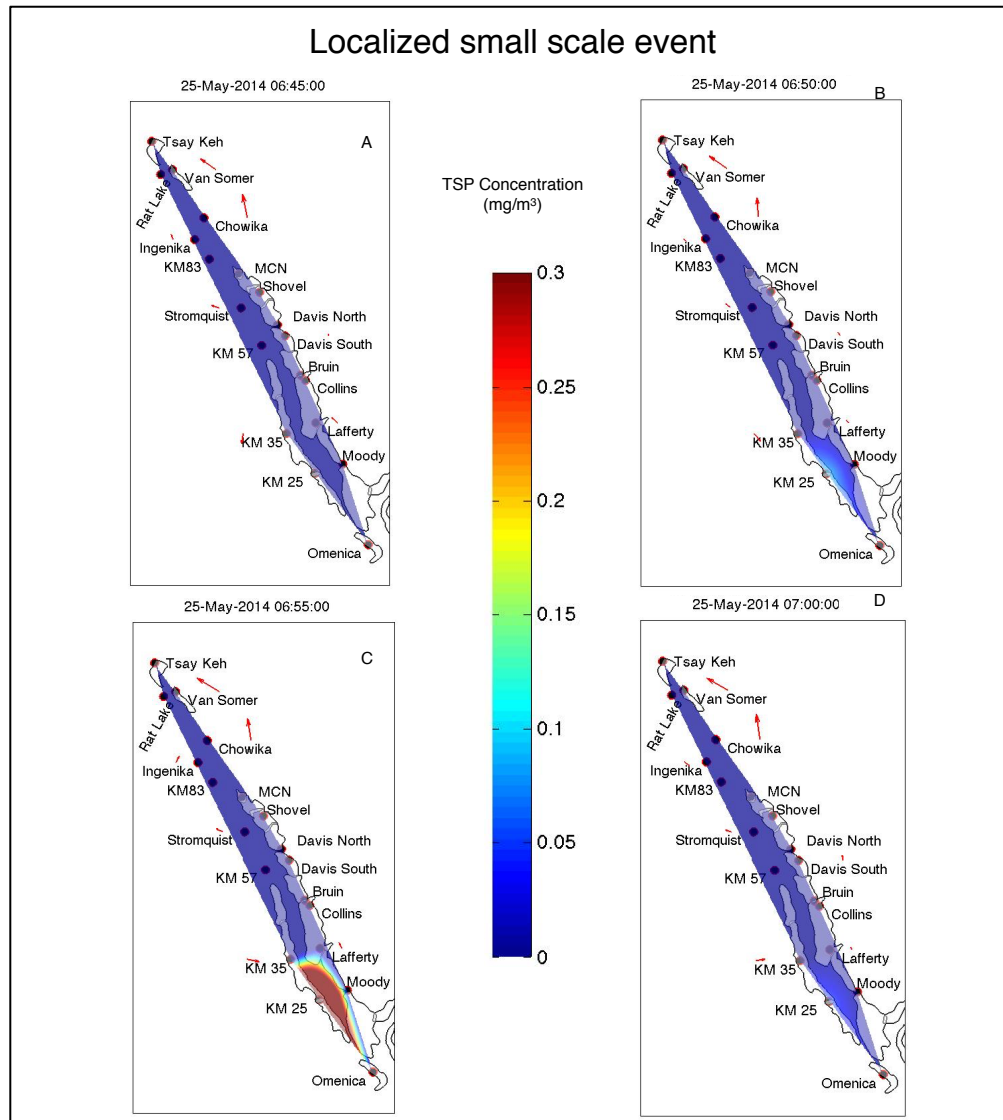 Localized small scale event
25-May-2014 06:45:00
A
Tsay Keh
Van Somer
Rat Lake
Chowika
Ingenika
KM83
MCN
Shovel
Stromquist
Davis North
KM 57
Davis South
Bruin
Collins
Lafferty
KM 35
Moody
KM 25
Omenica
TSP Concentration
(mg/m³)
0.3
0.25
0.2
0.15
0.1
0.05
0
25-May-2014 06:50:00
B
Tsay Keh
Van Somer
Rat Lake
Chowika
Ingenika
KM83
MCN
Shovel
Stromquist
Davis North
KM 57
Davis South
Bruin
Collins
Lafferty
KM 35
Moody
KM 25
Omenica
25-May-2014 06:55:00
C
Tsay Keh
Van Somer
Rat Lake
Chowika
Ingenika
KM83
MCN
Shovel
Stromquist
Davis North
KM 57
Davis South
Bruin
Collins
Lafferty
KM 35
Moody
KM 25
Omenica
25-May-2014 07:00:00
D
Tsay Keh
Van Somer
Rat Lake
Chowika
Ingenika
KM83
MCN
Shovel
Stromquist
Davis North
KM 57
Davis South
Bruin
Collins
Lafferty
KM 35
Moody
KM 25
Omenica